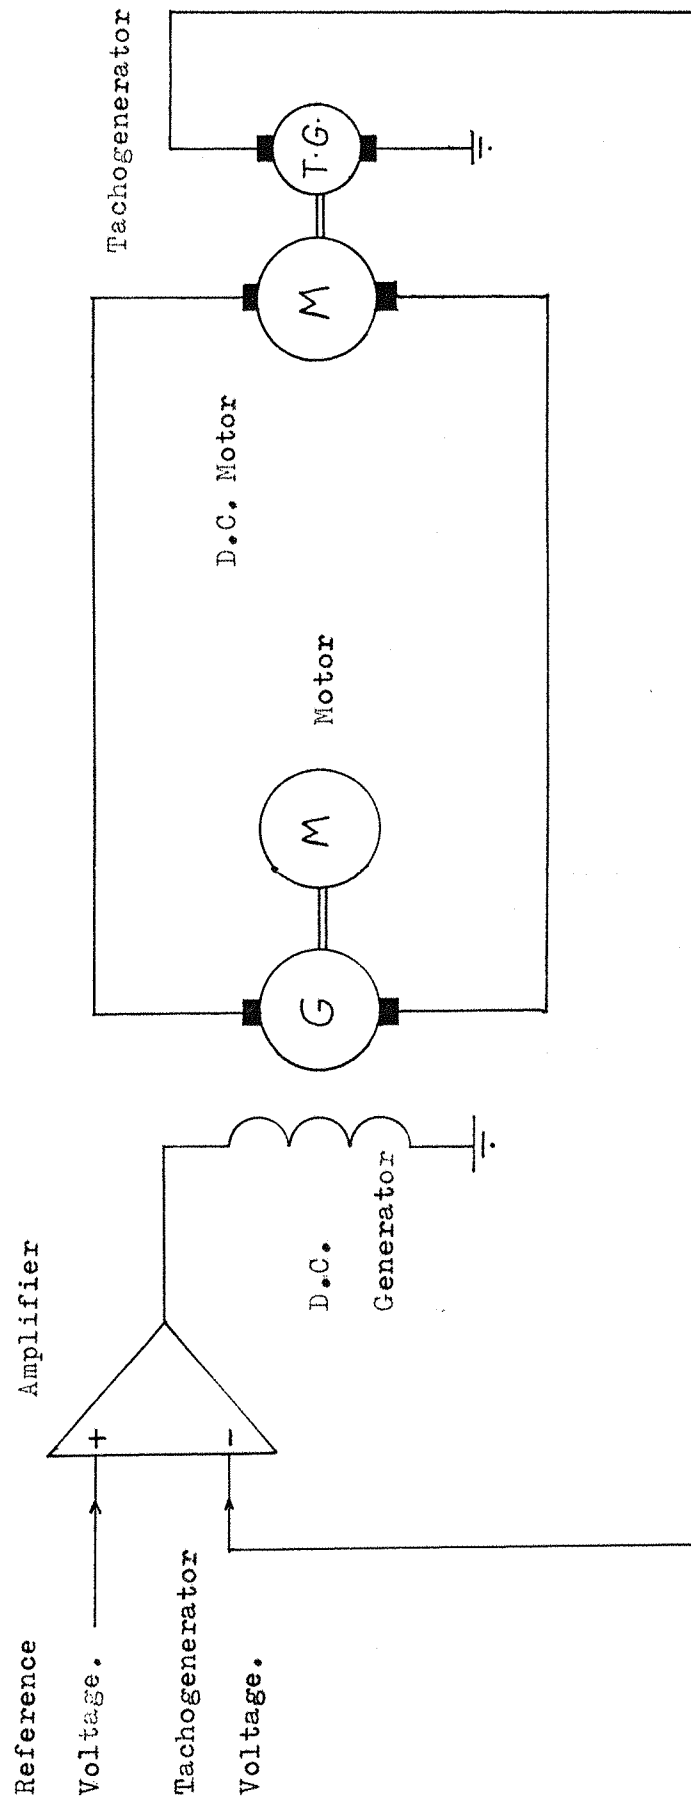 Reference
Voltage.
Tachogenerator
Voltage.
Amplifier
+
-
D.C.
Generator
G
M
Motor
D.C. Motor
M
T.G.
Tachogenerator